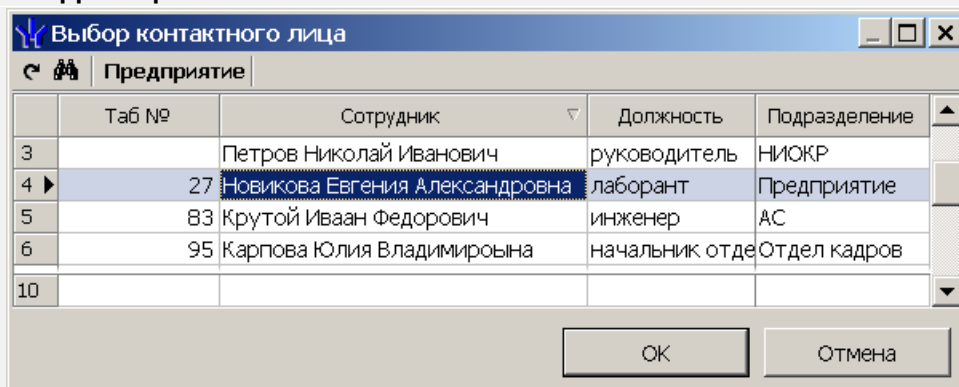 Выбор контактного лица
Предприятие
Таб № Сотрудник Должность Подразделение
3 Петров Николай Иванович руководитель НИОКР
4 27 Новикова Евгения Александровна лаборант Предприятие
5 83 Крутой Иваан Федорович инженер АС
6 95 Карпова Юлия Владимироына начальник отде Отдел кадров
10
ОК Отмена